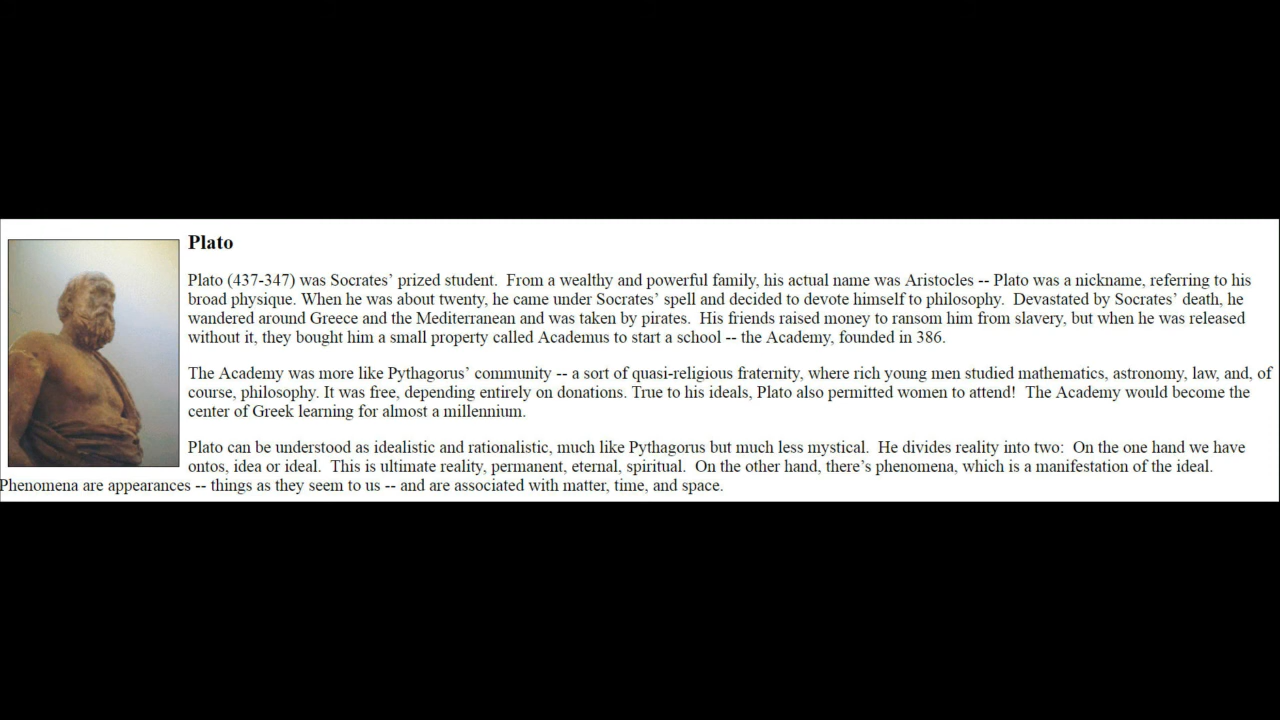 Plato
Plato (437-347) was Socrates’ prized student.  From a wealthy and powerful family, his actual name was Aristocles -- Plato was a nickname, referring to his
broad physique. When he was about twenty, he came under Socrates’ spell and decided to devote himself to philosophy.  Devastated by Socrates’ death, he
wandered around Greece and the Mediterranean and was taken by pirates.  His friends raised money to ransom him from slavery, but when he was released
without it, they bought him a small property called Academus to start a school -- the Academy, founded in 386.
The Academy was more like Pythagorus’ community -- a sort of quasi-religious fraternity, where rich young men studied mathematics, astronomy, law, and, of
course, philosophy. It was free, depending entirely on donations. True to his ideals, Plato also permitted women to attend!  The Academy would become the
center of Greek learning for almost a millennium.
Plato can be understood as idealistic and rationalistic, much like Pythagorus but much less mystical.  He divides reality into two:  On the one hand we have
ontos, idea or ideal.  This is ultimate reality, permanent, eternal, spiritual.  On the other hand, there’s phenomena, which is a manifestation of the ideal.
Phenomena are appearances -- things as they seem to us -- and are associated with matter, time, and space.